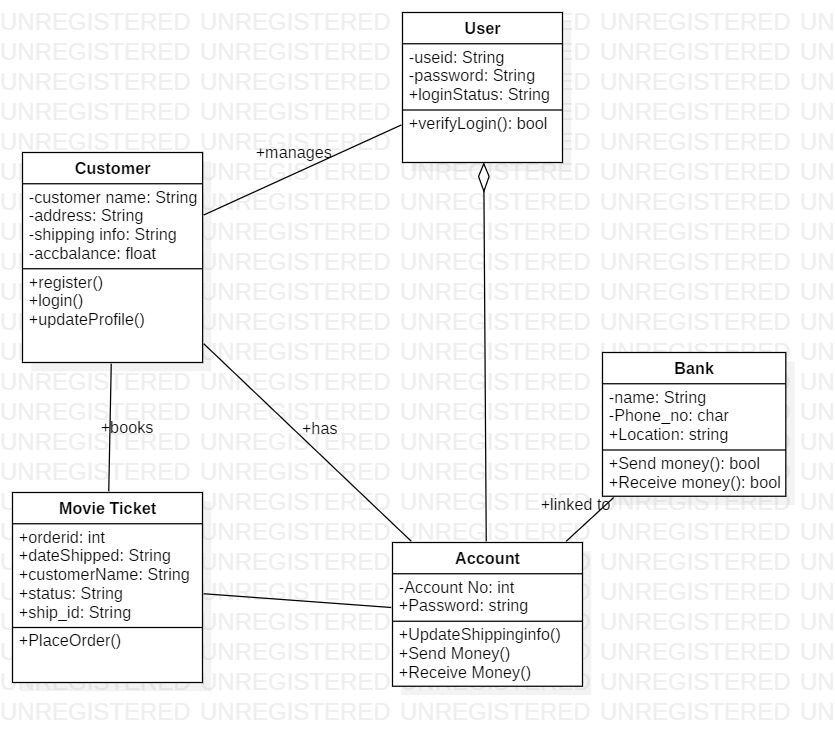 User
-useid: String
-password: String
+loginStatus: String
+verifyLogin(): bool
+manages
Customer
-customer name: String
-address: String
-shipping info: String
-accbalance: float
+register()
+login()
+updateProfile()
Bank
-name: String
-Phone_no: char
+Location: string
+Send money(): bool
+Receive money(): bool
+books
+has
+linked to
Movie Ticket
+orderid: int
+dateShipped: String
+customerName: String
+status: String
+ship_id: String
+PlaceOrder()
Account
-Account No: int
+Password: string
+UpdateShippinginfo()
+Send Money()
+Receive Money()
UNREGISTERED